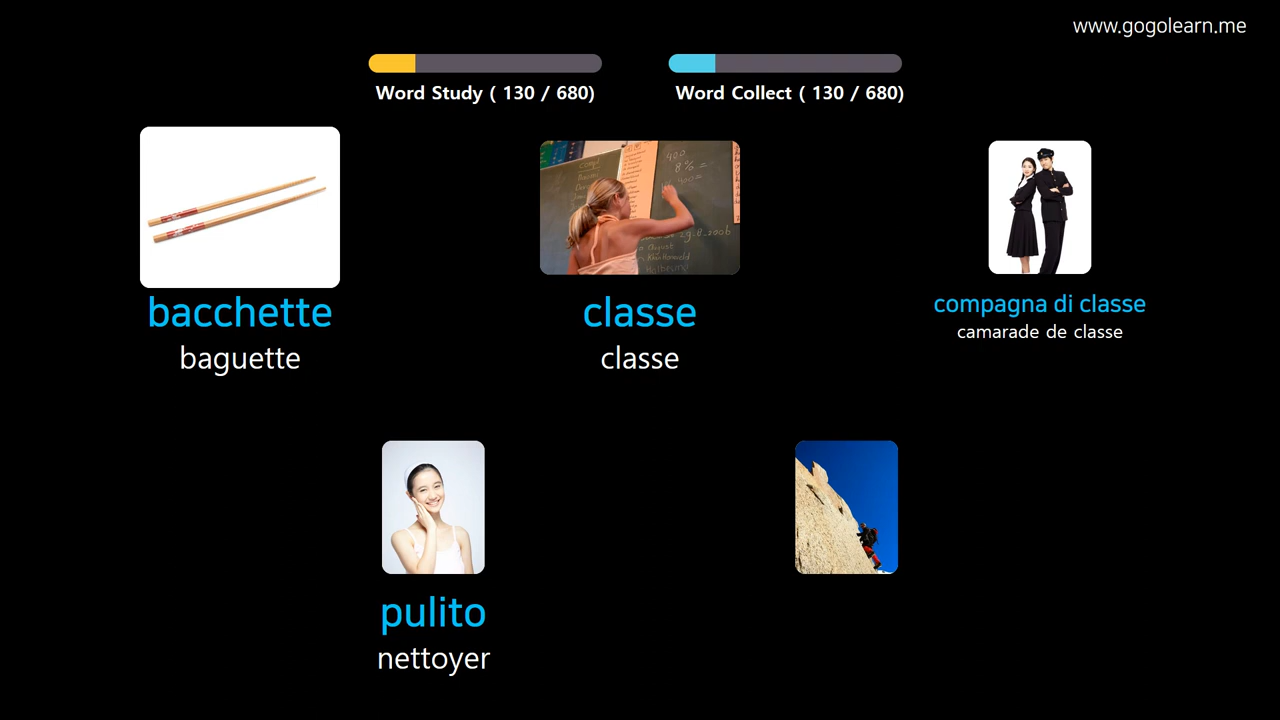 www.gogolearn.me
Word Study ( 130 / 680)
Word Collect ( 130 / 680)
bacchette
baguette
classe
classe
compagna di classe
camarade de classe
pulito
nettoyer